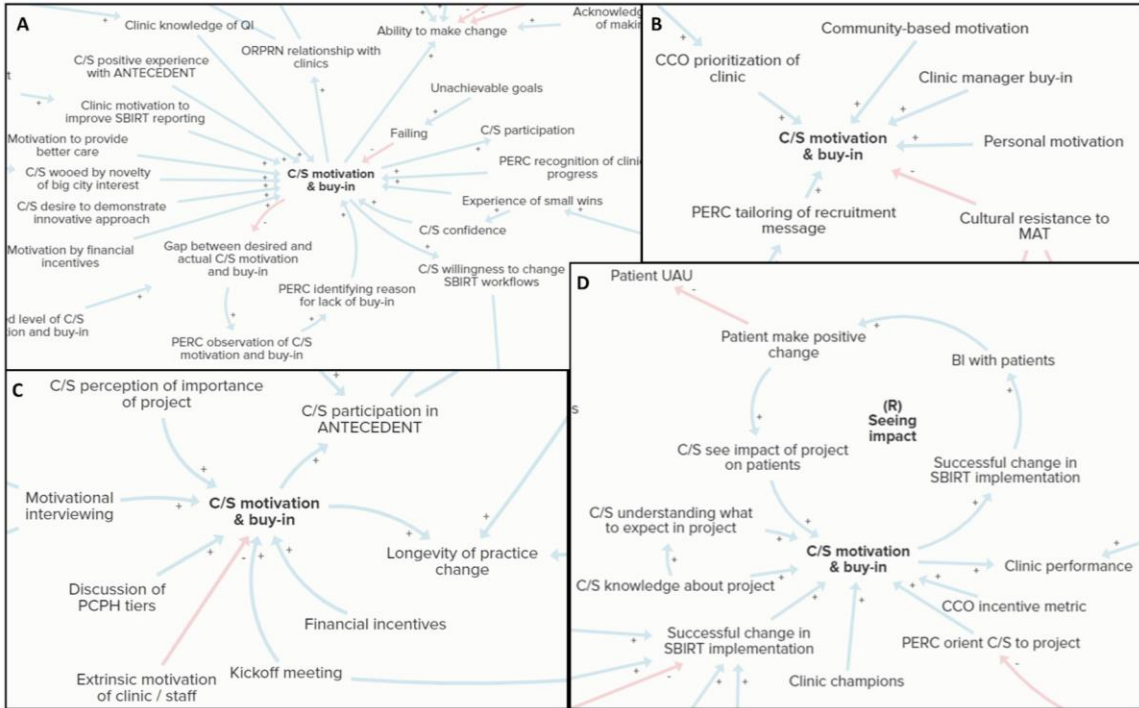 A
Clinic knowledge of QI
ORPRN relationship with
clinics
Ability to make change
Acknowledg
of makin
C/S positive experience
with ANTECEDENT
Clinic motivation to
improve SBIRT reporting
Unachievable goals
Failing
Motivation to provide
better care
C/S participation
C/S wooed by novelty
of big city interest
C/S motivation
& buy-in
PERC recognition of clinic
progress
C/S desire to demonstrate
innovative approach
Experience of small wins
C/S confidence
Motivation by financial
incentives
Gap between desired and
actual C/S motivation
and buy-in
C/S willingness to change
SBIRT workflows
PERC identifying reason
for lack of buy-in
d level of C/S
ion and buy-in
PERC observation of C/S
motivation and buy-in
B
Community-based motivation
CCO prioritization of
clinic
Clinic manager buy-in
C/S motivation
& buy-in
Personal motivation
PERC tailoring of recruitment
message
Cultural resistance to
MAT
C
C/S perception of importance
of project
C/S participation in
ANTECEDENT
Motivational
interviewing
C/S motivation
& buy-in
Longevity of practice
change
Discussion of
PCPH tiers
Financial incentives
Kickoff meeting
Extrinsic motivation
of clinic / staff
D
Patient UAU
Patient make positive
change
BI with patients
(R)
Seeing
impact
s
C/S see impact of project
on patients
Successful change in
SBIRT implementation
C/S understanding what
to expect in project
C/S motivation
& buy-in
Clinic performance
C/S knowledge about project
CCO incentive metric
Successful change in
SBIRT implementation
PERC orient C/S to project
Clinic champions